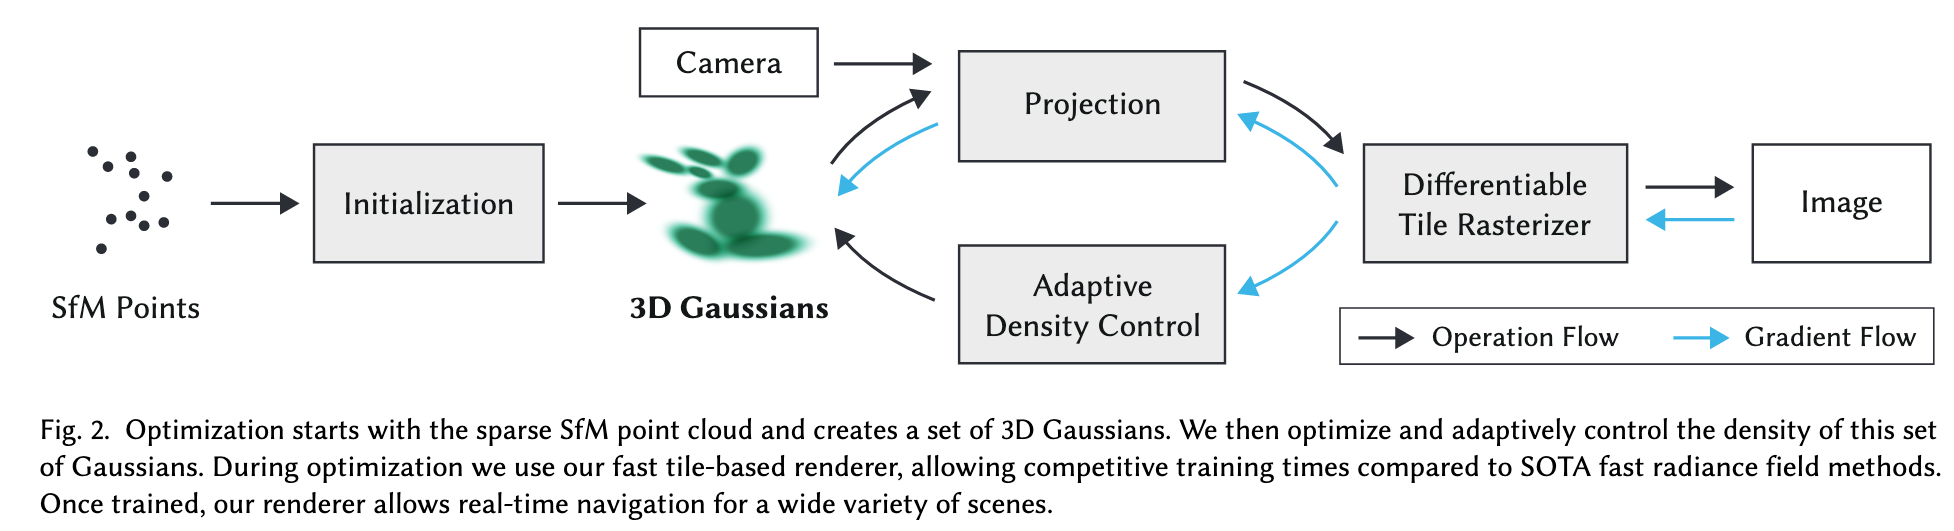 Camera
Projection
Initialization
Differentiable
Tile Rasterizer
Image
SfM Points
3D Gaussians
Adaptive
Density Control
Operation Flow
Gradient Flow
Fig. 2. Optimization starts with the sparse SfM point cloud and creates a set of 3D Gaussians. We then optimize and adaptively control the density of this set
of Gaussians. During optimization we use our fast tile-based renderer, allowing competitive training times compared to SOTA fast radiance field methods.
Once trained, our renderer allows real-time navigation for a wide variety of scenes.